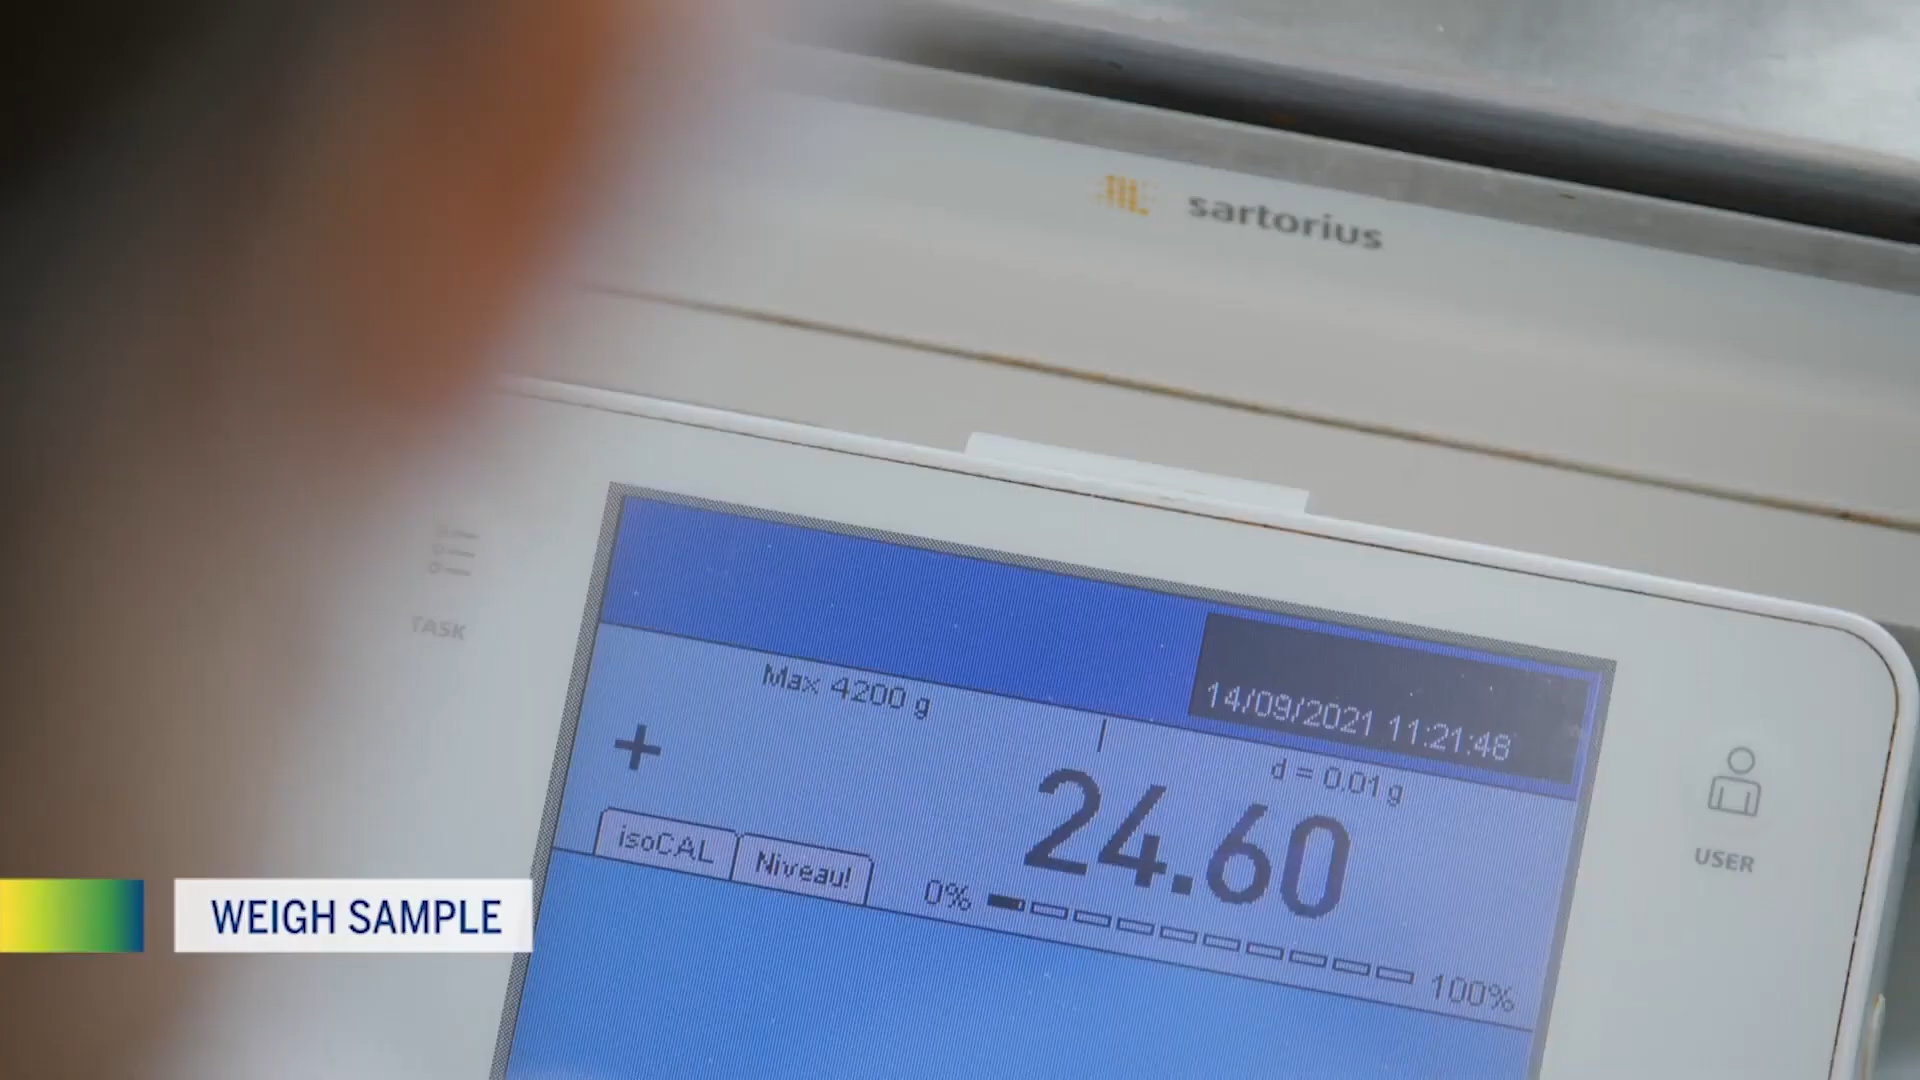 sartorius
TASK
14/09/2021 11:21:48
Max 4200 g
d = 0.01 g
+ 24.60
isoCAL
Niveau!
0%
100%
USER
WEIGH SAMPLE